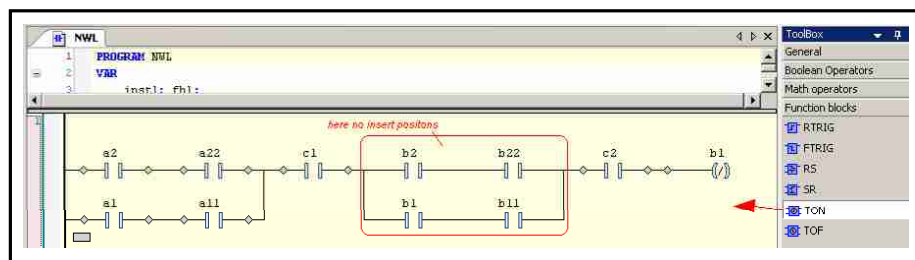 NWL
ToolBox
1 PROGRAM NWL
2 VAR
3 inst1: fb1;
General
Boolean Operators
Math operators
Function blocks
RTRIG
FTRIG
RS
SR
TON
TOF
1
here no insert positons
a2 a22 c1 b2 b22 c2 b1
a1 a11 b1 b11